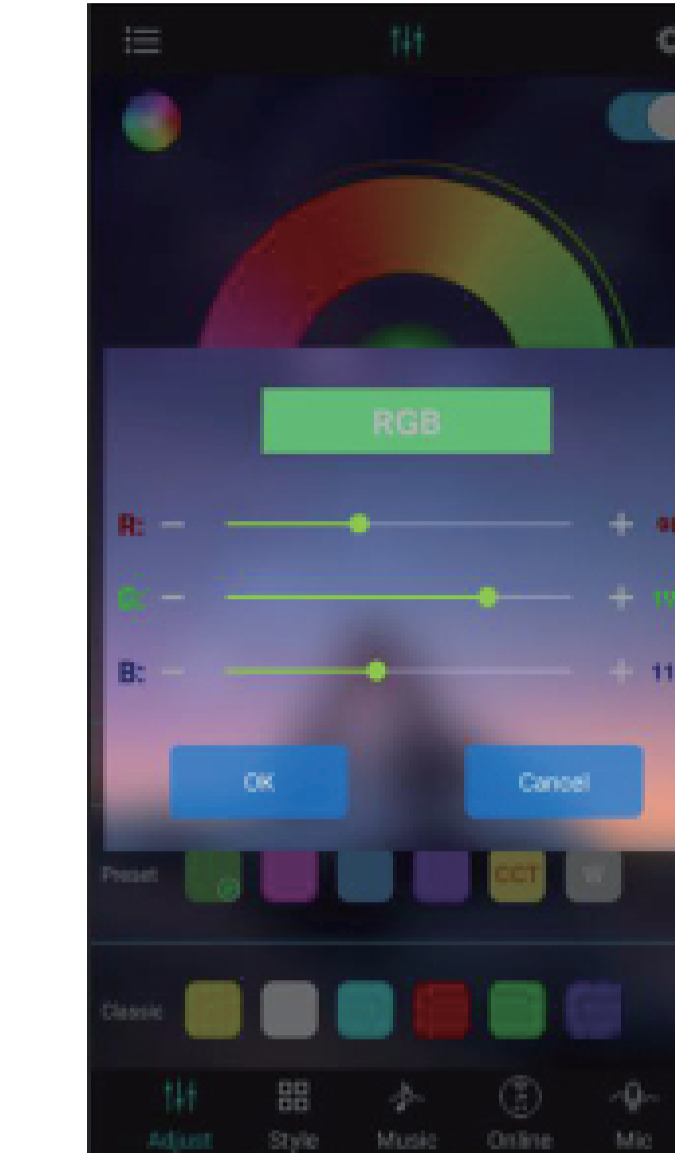 RGB
R:
G:
B:
OK Cancel
Preset CCT W
Classic
Adjust Style Music Online Mic